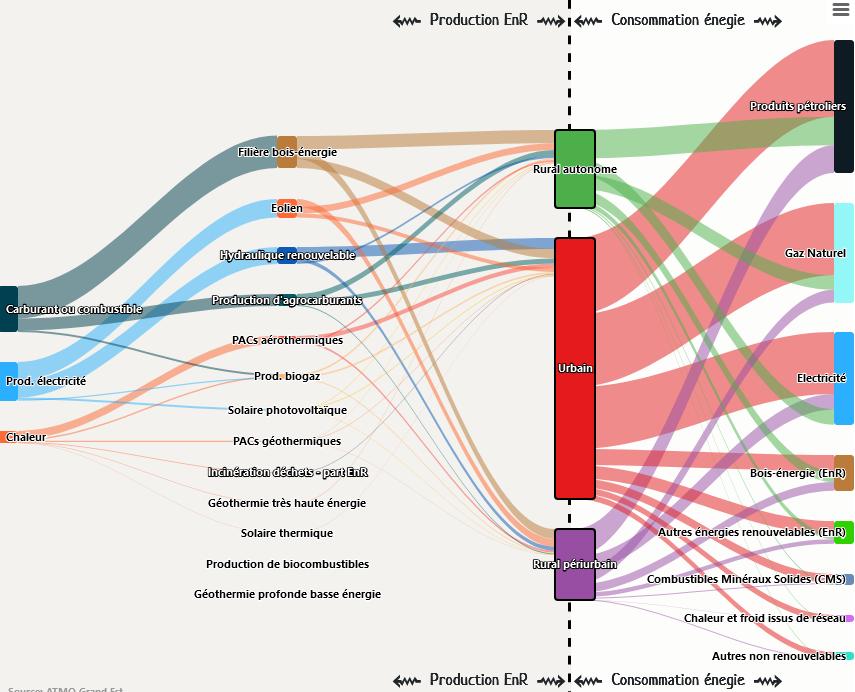 Production EnR
Consommation énegie
Produits pétroliers
Filière bois-énergie
Rural autonome
Eolien
Gaz Naturel
Hydraulique renouvelable
Production d'agrocarburants
Carburant ou combustible
PACs aérothermiques
Urbain
Prod. biogaz
Electricité
Prod. électricité
Solaire photovoltaïque
Chaleur
PACs géothermiques
Incinération déchets - part EnR
Bois-énergie (EnR)
Géothermie très haute énergie
Solaire thermique
Autres énergies renouvelables (EnR)
Production de biocombustibles
Rural périurbain
Combustibles Minéraux Solides (CMS)
Géothermie profonde basse énergie
Chaleur et froid issus de réseau
Autres non renouvelables
Production EnR
Consommation énegie
Source: ATMO Grand Est